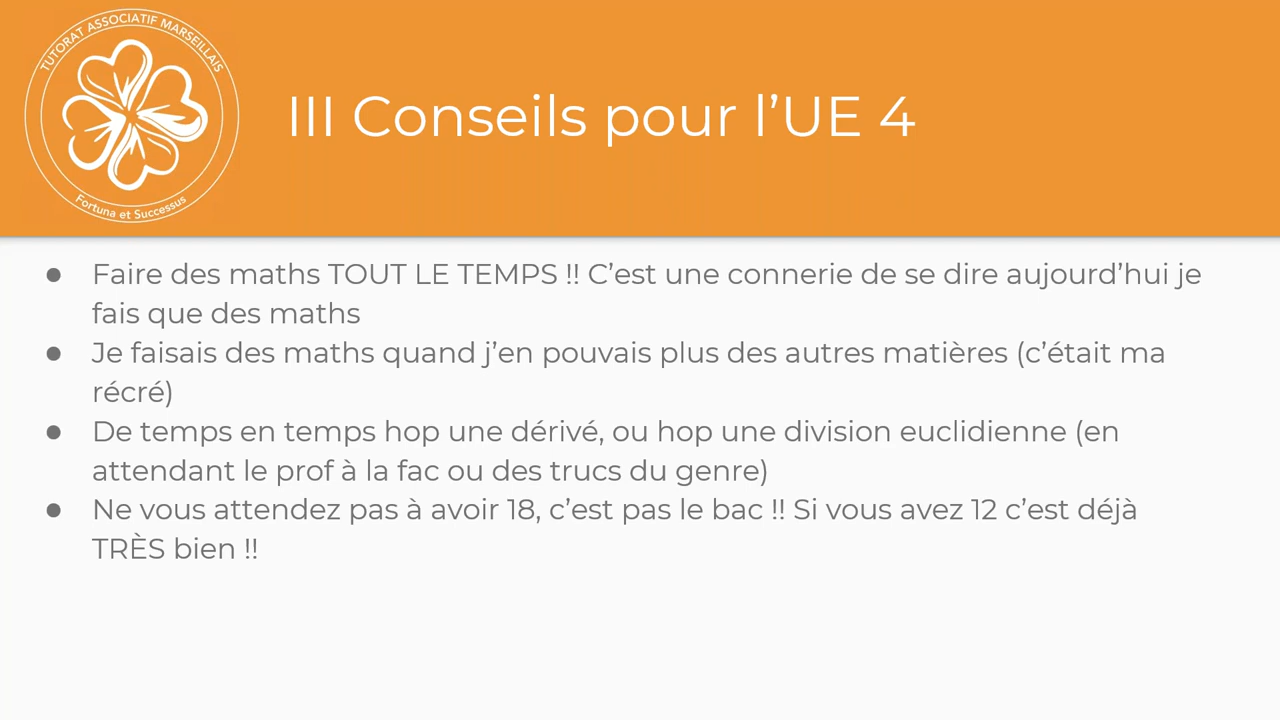 TUTORAT ASSOCIATIF MARSEILLAIS
Fortuna et Successus
III Conseils pour l’UE 4
● Faire des maths TOUT LE TEMPS !! C’est une connerie de se dire aujourd’hui je
fais que des maths
● Je faisais des maths quand j’en pouvais plus des autres matières (c’était ma
récré)
● De temps en temps hop une dérivé, ou hop une division euclidienne (en
attendant le prof à la fac ou des trucs du genre)
● Ne vous attendez pas à avoir 18, c’est pas le bac !! Si vous avez 12 c’est déjà
TRÈS bien !!